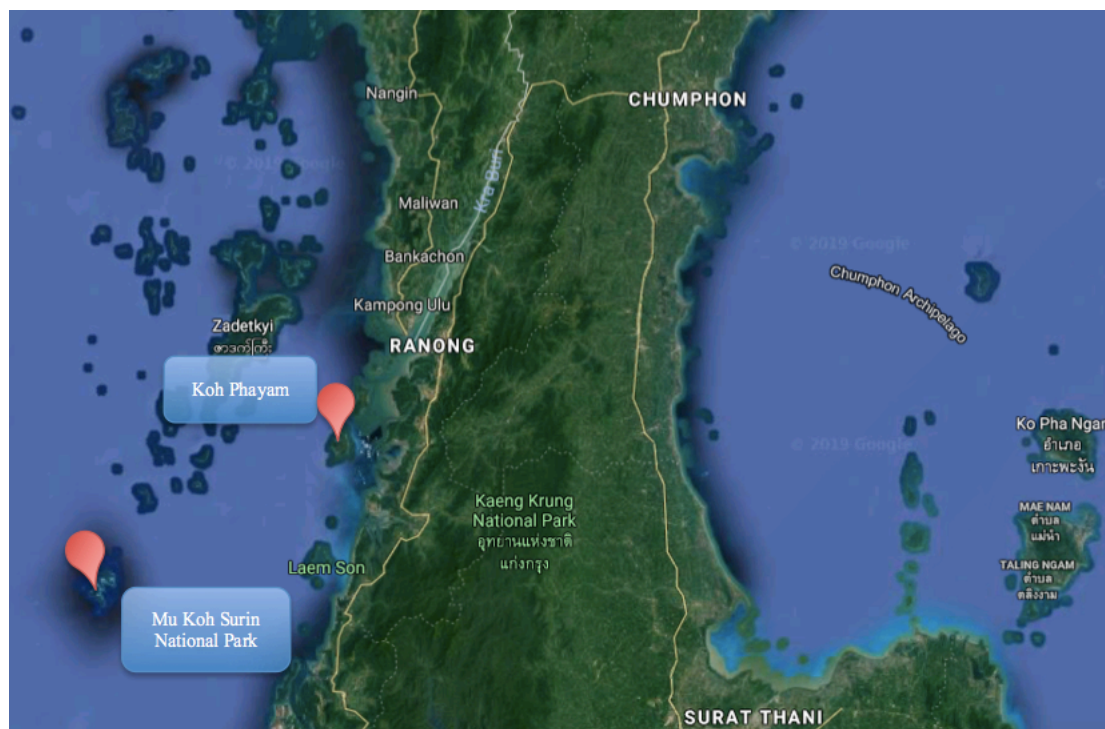 Nangin
CHUMPHON
© 2019 Google
Kra Buri
Maliwan
© 2019 Google
Bankachon
Chumphon Archipelago
Kampong Ulu
Zadetkyi
ဇာဒက်ကြီး
RANONG
Koh Phayam
Ko Pha Ngan
อำเภอ
เกาะพะงัน
© 2019 Google
Kaeng Krung
National Park
อุทยานแห่งชาติ
แก่งกรุง
MAE NAM
ตำบล
แม่น้ำ
Laem Son
TALING NGAM
ตำบล
ตลิ่งงาม
Mu Koh Surin
National Park
SURAT THANI